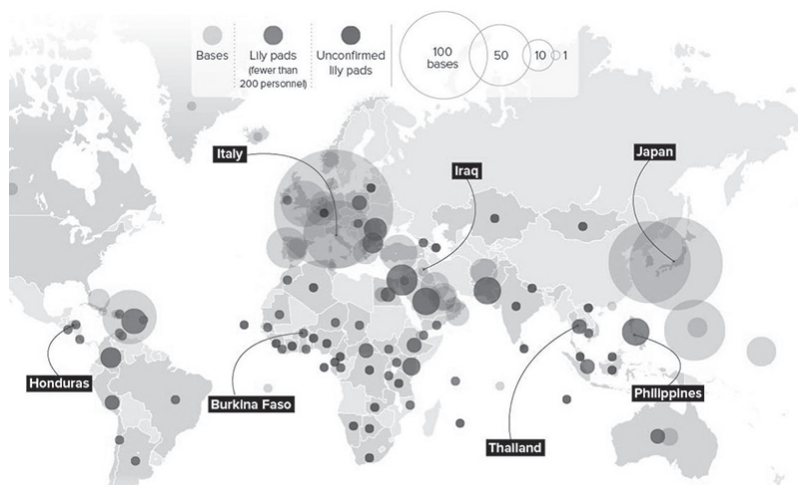 Bases
Lily pads
(fewer than
200 personnel)
Unconfirmed
lily pads
100
bases
50
10
1
Italy
Iraq
Japan
Honduras
Burkina Faso
Thailand
Philippines